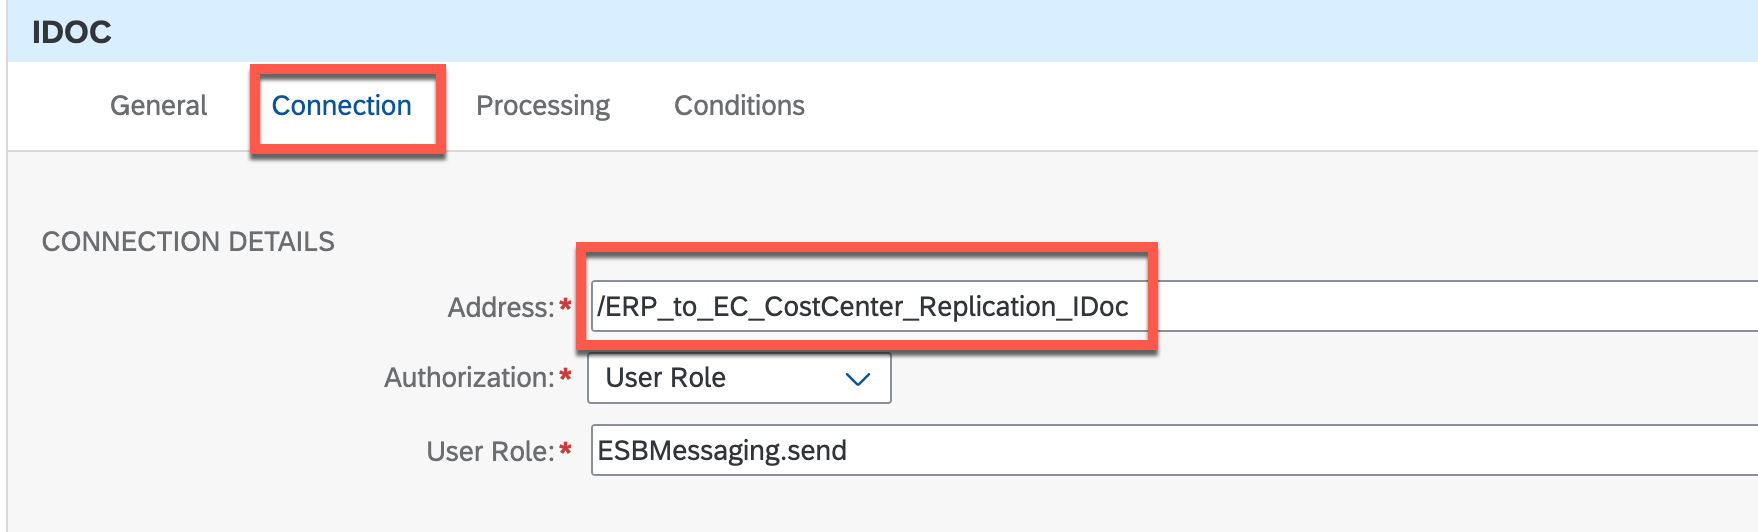 IDOC
General Connection Processing Conditions
CONNECTION DETAILS
Address:* /ERP_to_EC_CostCenter_Replication_IDoc
Authorization:* User Role
User Role:* ESBMessaging.send